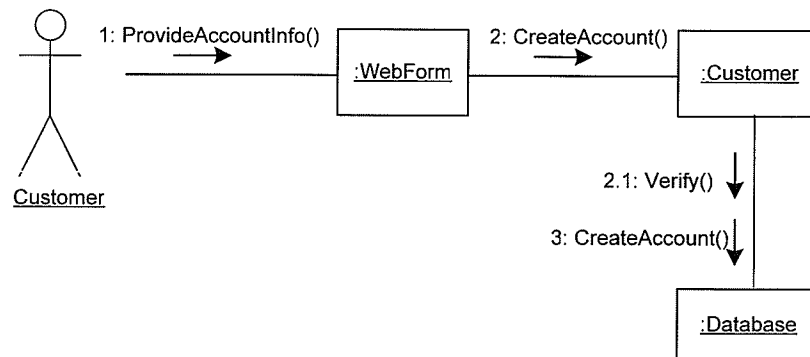 1: ProvideAccountInfo()
2: CreateAccount()
:WebForm
:Customer
2.1: Verify()
Customer
3: CreateAccount()
:Database